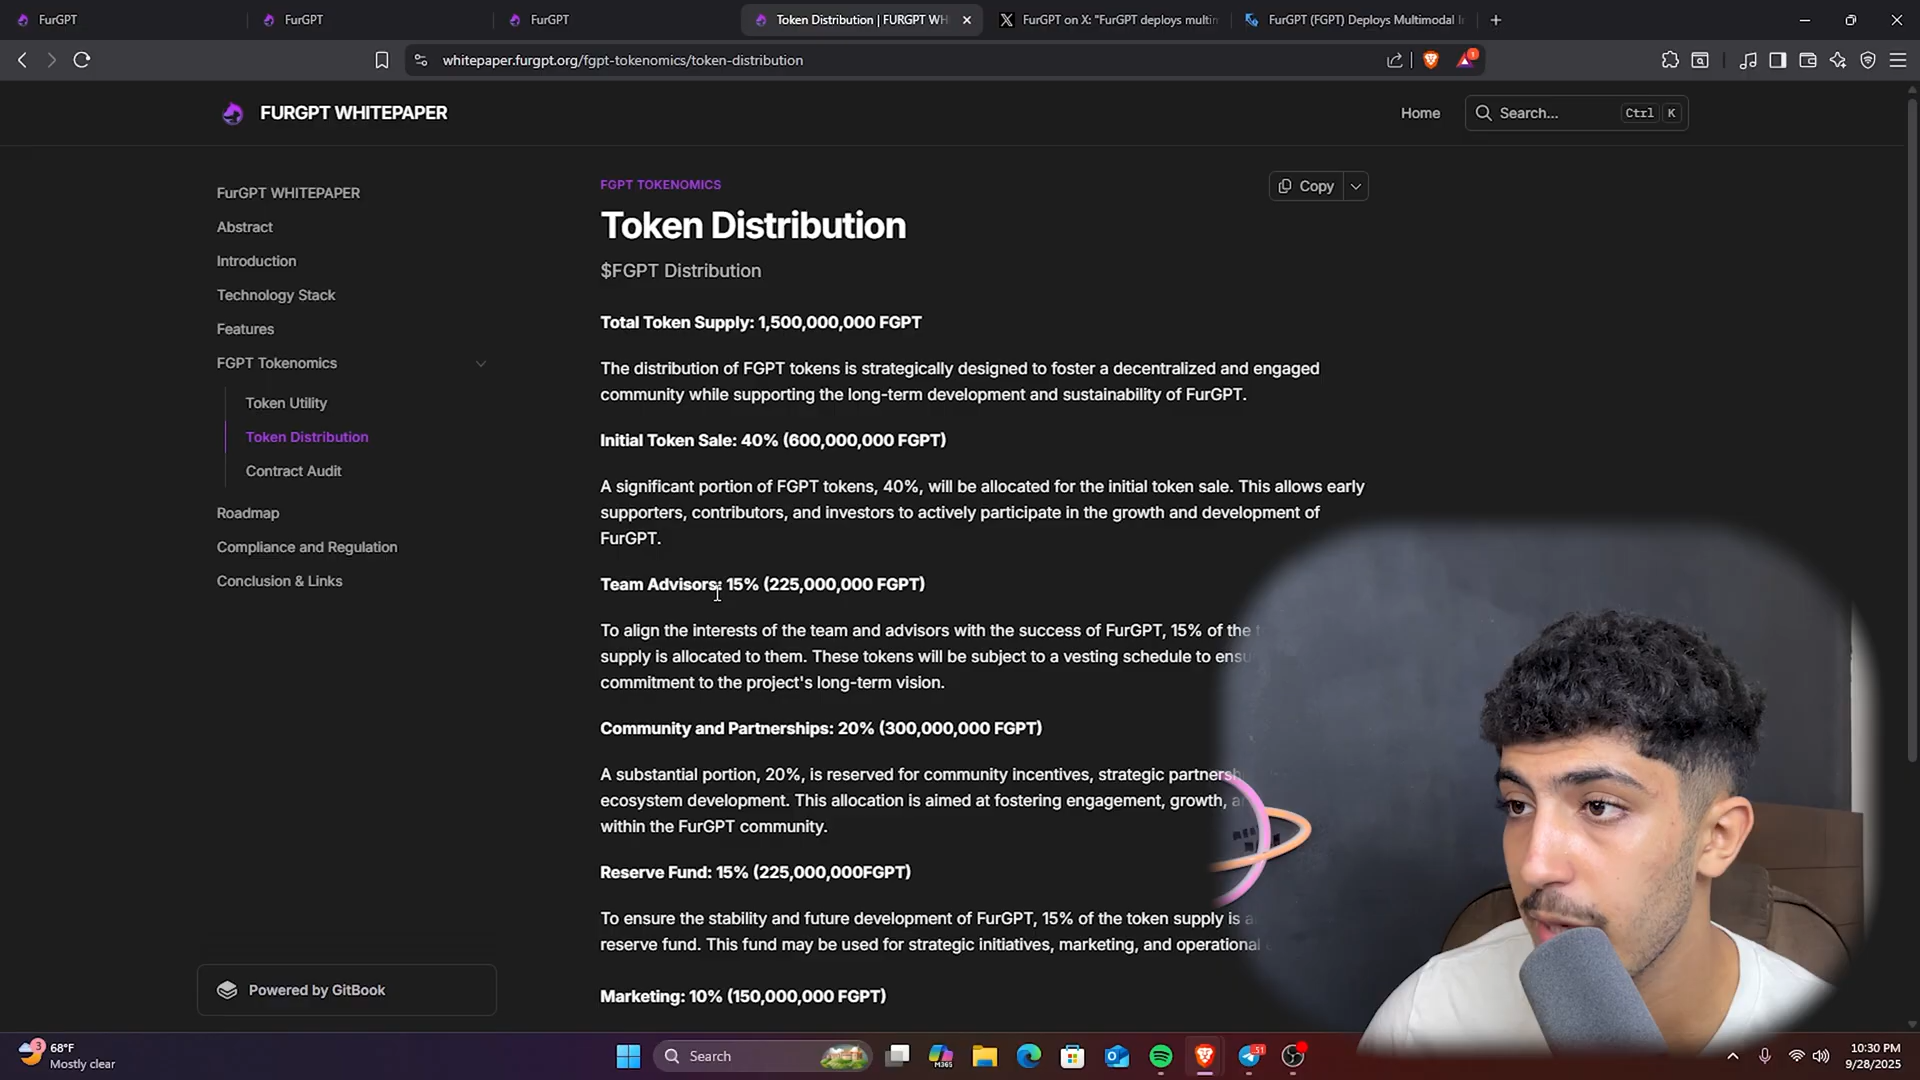 FurGPT
FurGPT
FurGPT
Token Distribution | FURGPT WH
FurGPT on X: "FurGPT deploys multim
FurGPT (FGPT) Deploys Multimodal I
whitepaper.furgpt.org/fgpt-tokenomics/token-distribution
1
FURGPT WHITEPAPER
Home
Search...
Ctrl K
FurGPT WHITEPAPER
Abstract
Introduction
Technology Stack
Features
FGPT Tokenomics
Token Utility
Token Distribution
Contract Audit
Roadmap
Compliance and Regulation
Conclusion & Links
Powered by GitBook
FGPT TOKENOMICS
Copy
Token Distribution
$FGPT Distribution
Total Token Supply: 1,500,000,000 FGPT
The distribution of FGPT tokens is strategically designed to foster a decentralized and engaged
community while supporting the long-term development and sustainability of FurGPT.
Initial Token Sale: 40% (600,000,000 FGPT)
A significant portion of FGPT tokens, 40%, will be allocated for the initial token sale. This allows early
supporters, contributors, and investors to actively participate in the growth and development of
FurGPT.
Team Advisors: 15% (225,000,000 FGPT)
To align the interests of the team and advisors with the success of FurGPT, 15% of the
supply is allocated to them. These tokens will be subject to a vesting schedule to ensu
commitment to the project's long-term vision.
Community and Partnerships: 20% (300,000,000 FGPT)
A substantial portion, 20%, is reserved for community incentives, strategic partnersh
ecosystem development. This allocation is aimed at fostering engagement, growth,
within the FurGPT community.
Reserve Fund: 15% (225,000,000FGPT)
To ensure the stability and future development of FurGPT, 15% of the token supply is
reserve fund. This fund may be used for strategic initiatives, marketing, and operational
Marketing: 10% (150,000,000 FGPT)
3
68°F
Mostly clear
Search
M365
51
10:30 PM
9/28/2025